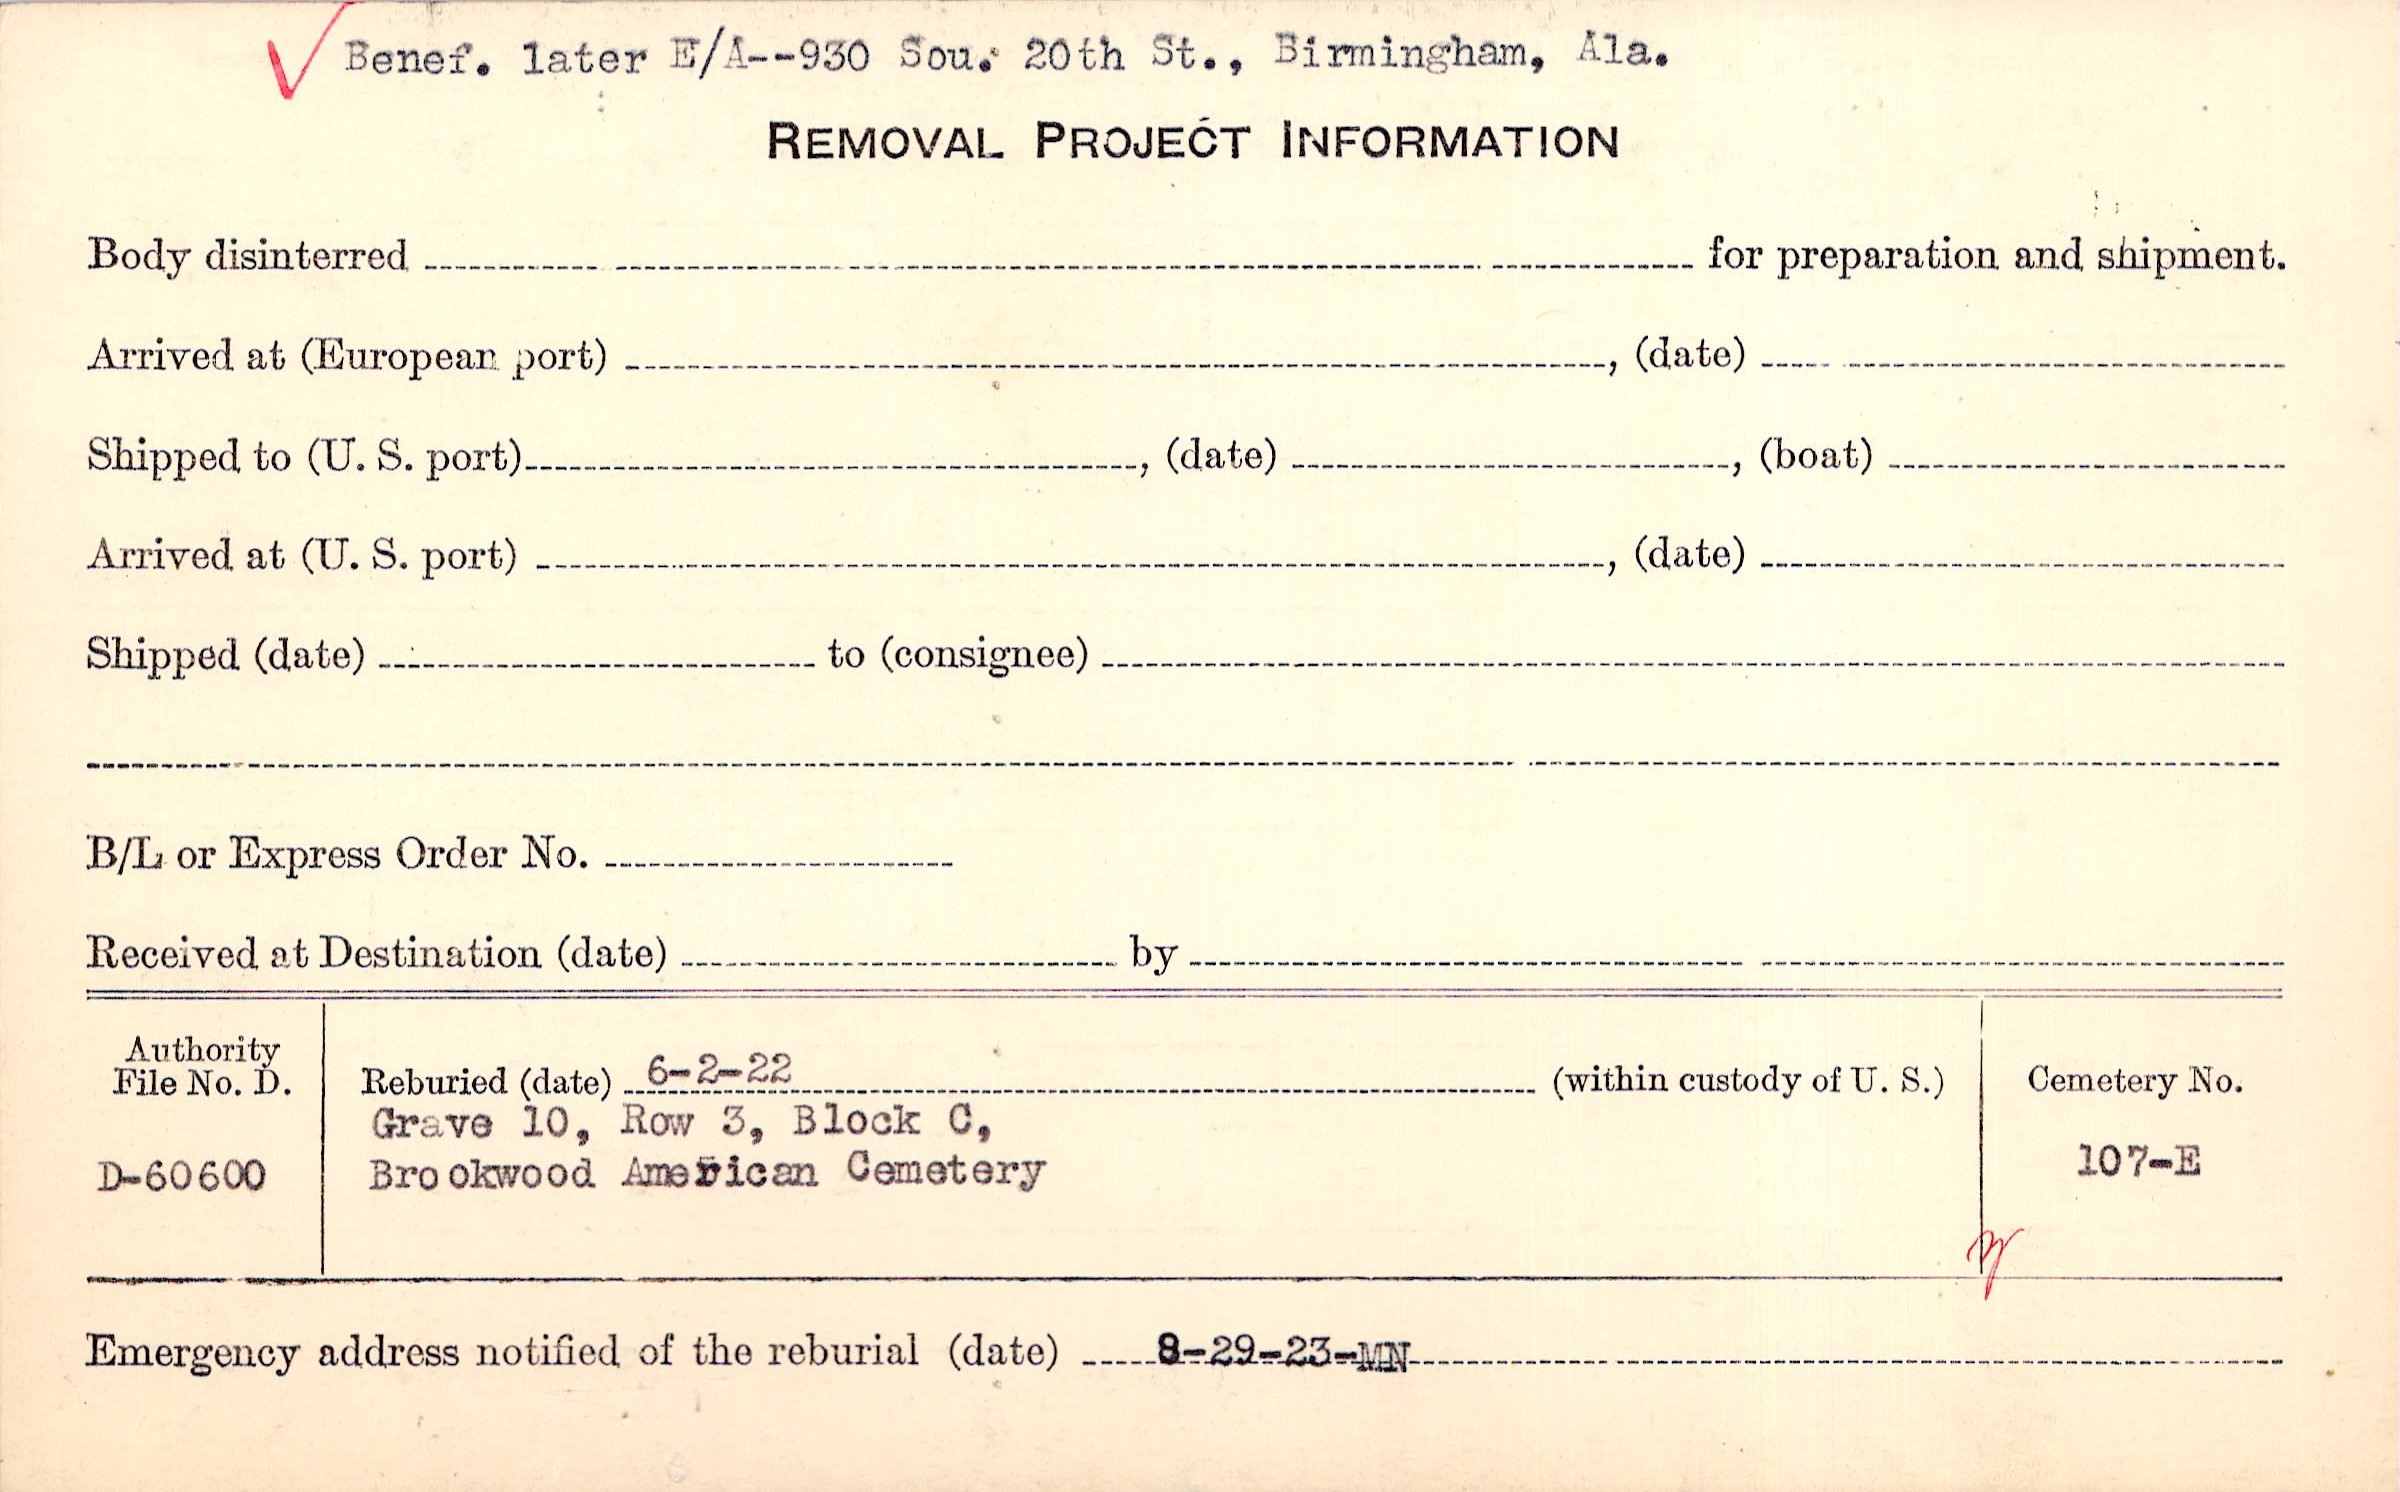 Benef. later E/A--930 Sou. 20th St., Birmingham, Ala.
REMOVAL PROJECT INFORMATION
Body disinterred for preparation and shipment.
Arrived at (European port) , (date)
Shipped to (U. S. port) , (date) , (boat)
Arrived at (U. S. port) , (date)
Shipped (date) to (consignee)
B/L or Express Order No.
Received at Destination (date) by
Authority
File No. D.
D-60600
Reburied (date) 6-2-22 (within custody of U. S.)
Grave 10, Row 3, Block C,
Brookwood American Cemetery
Cemetery No.
107-E
Emergency address notified of the reburial (date) 8-29-23-MN